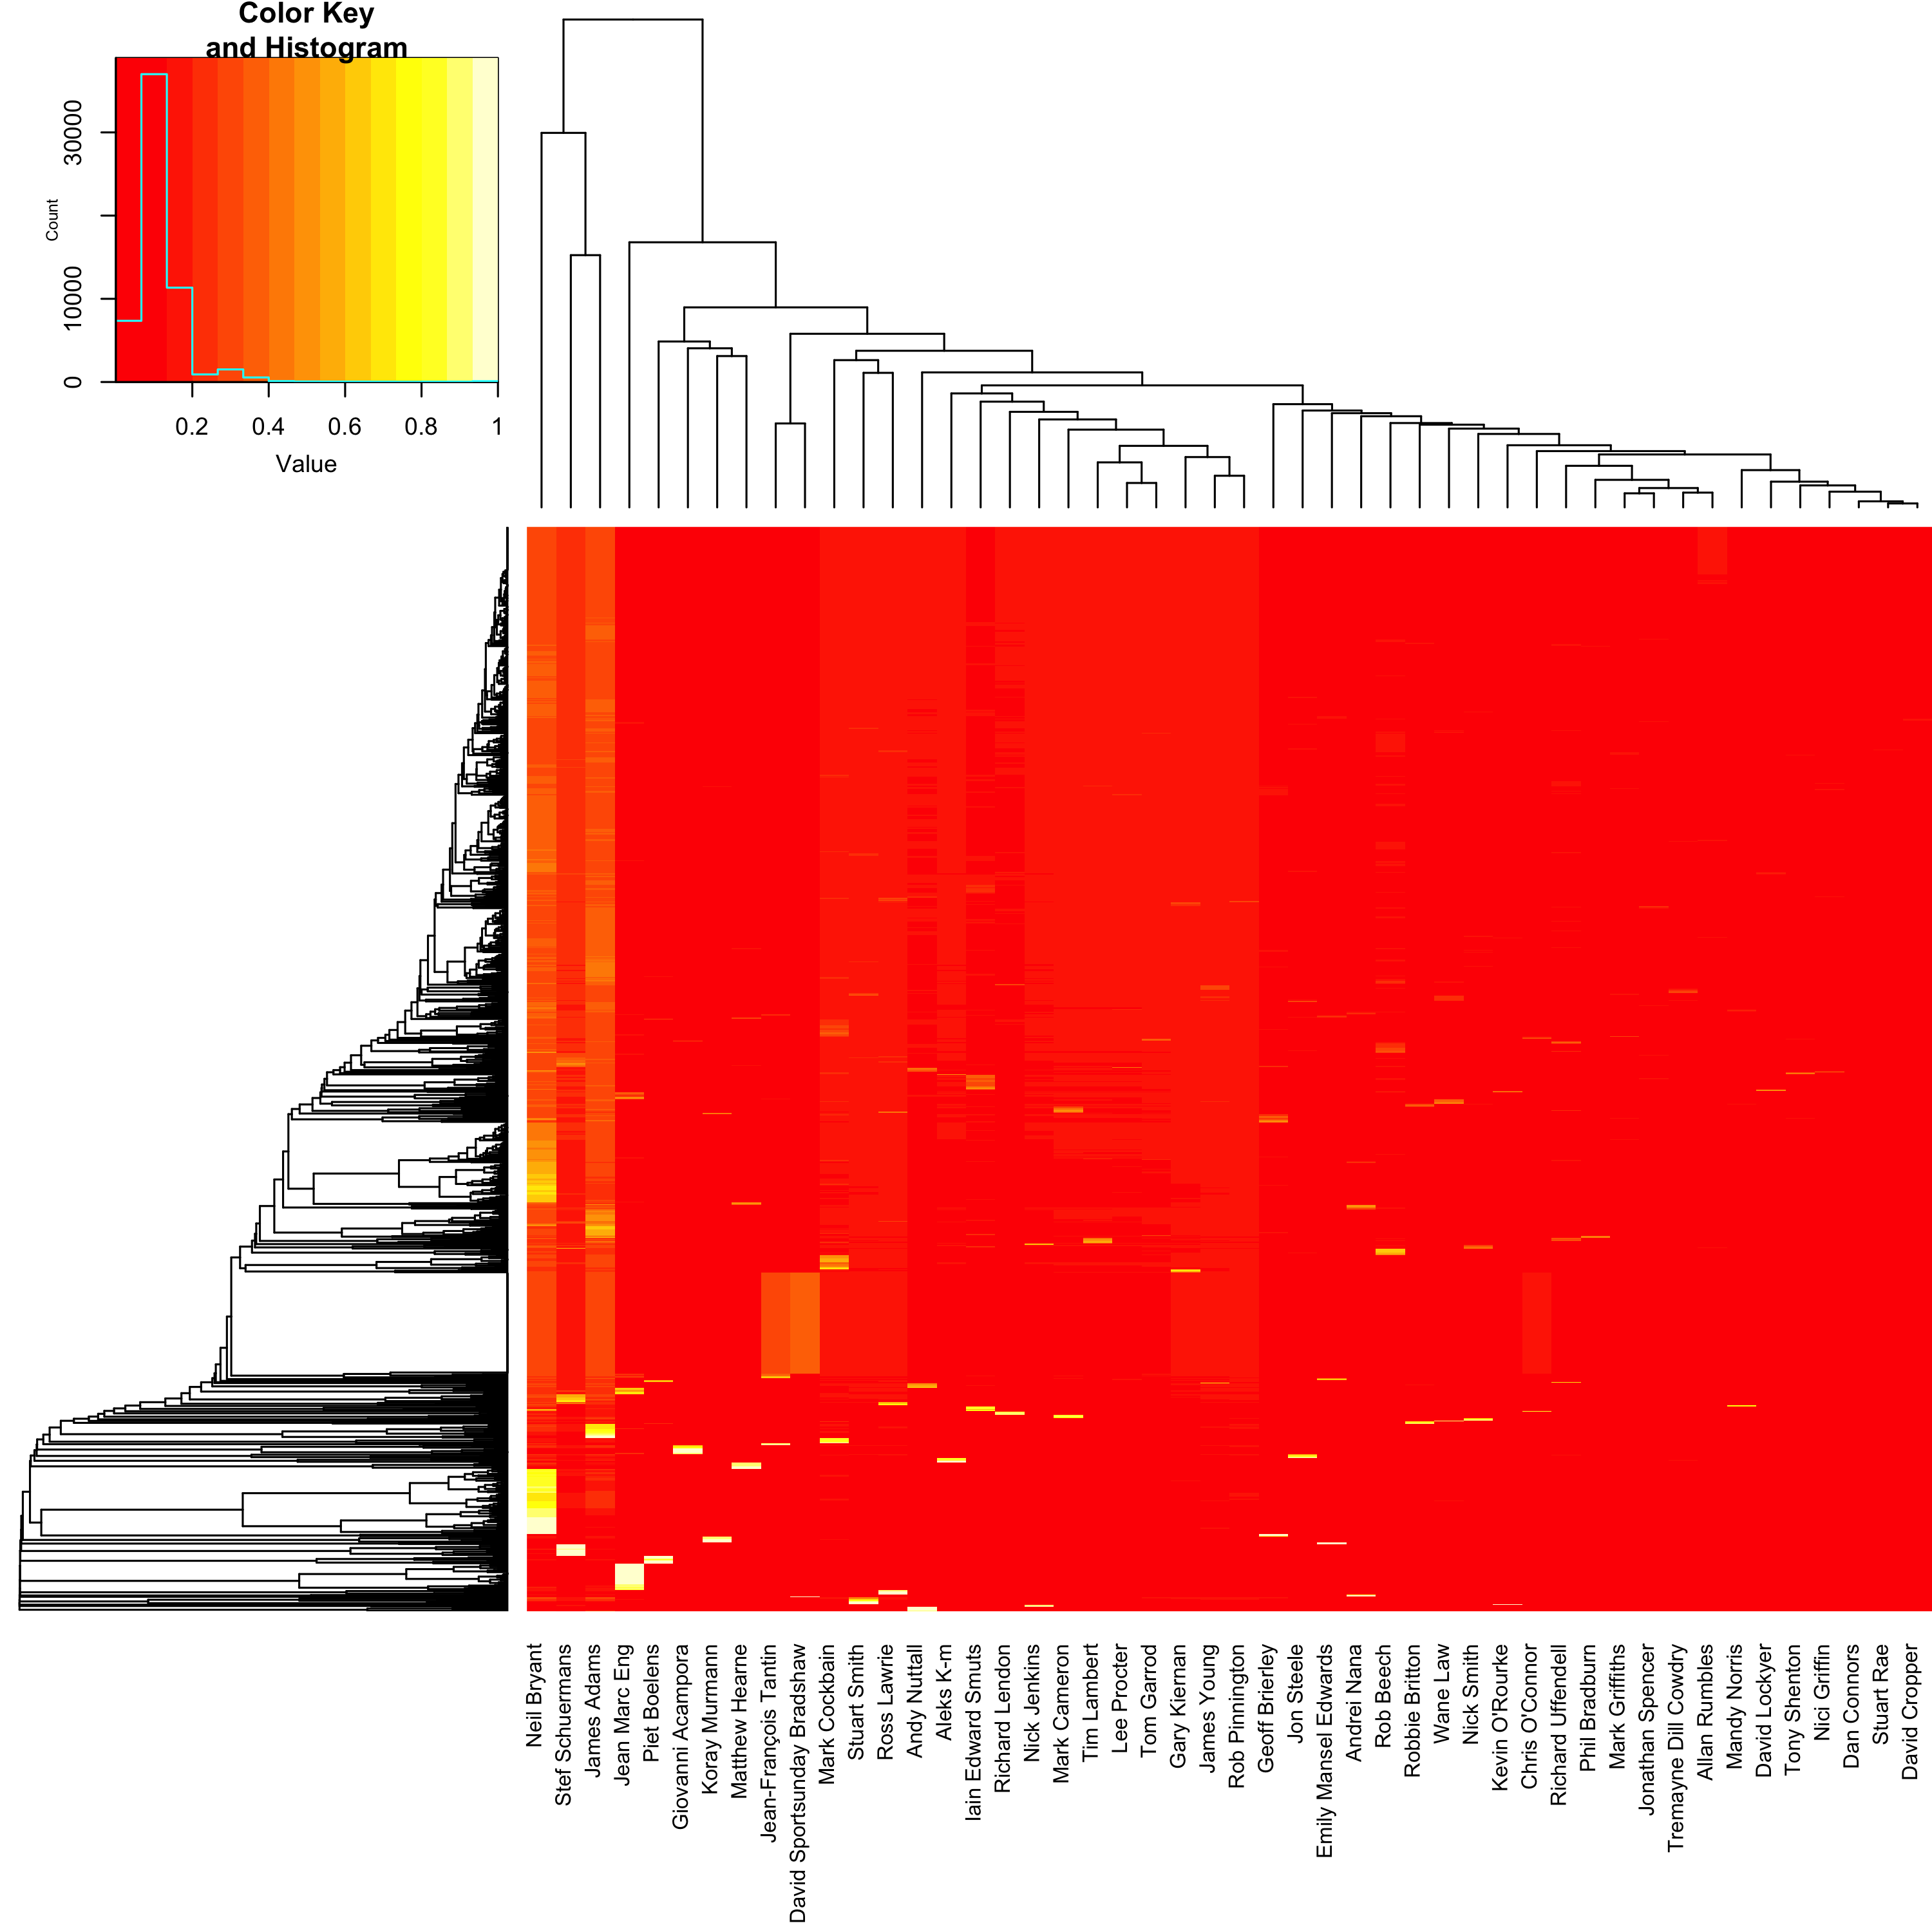 Color Key
and Histogram
Count
0
10000
30000
0.2 0.4 0.6 0.8 1
Value
Neil Bryant
Stef Schuermans
James Adams
Jean Marc Eng
Piet Boelens
Giovanni Acampora
Koray Murmann
Matthew Hearne
Jean-François Tantin
David Sportsunday Bradshaw
Mark Cockbain
Stuart Smith
Ross Lawrie
Andy Nuttall
Aleks K-m
Iain Edward Smuts
Richard Lendon
Nick Jenkins
Mark Cameron
Tim Lambert
Lee Procter
Tom Garrod
Gary Kiernan
James Young
Rob Pinnington
Geoff Brierley
Jon Steele
Emily Mansel Edwards
Andrei Nana
Rob Beech
Robbie Britton
Wane Law
Nick Smith
Kevin O'Rourke
Chris O'Connor
Richard Uffendell
Phil Bradburn
Mark Griffiths
Jonathan Spencer
Tremayne Dill Cowdry
Allan Rumbles
Mandy Norris
David Lockyer
Tony Shenton
Nici Griffin
Dan Connors
Stuart Rae
David Cropper